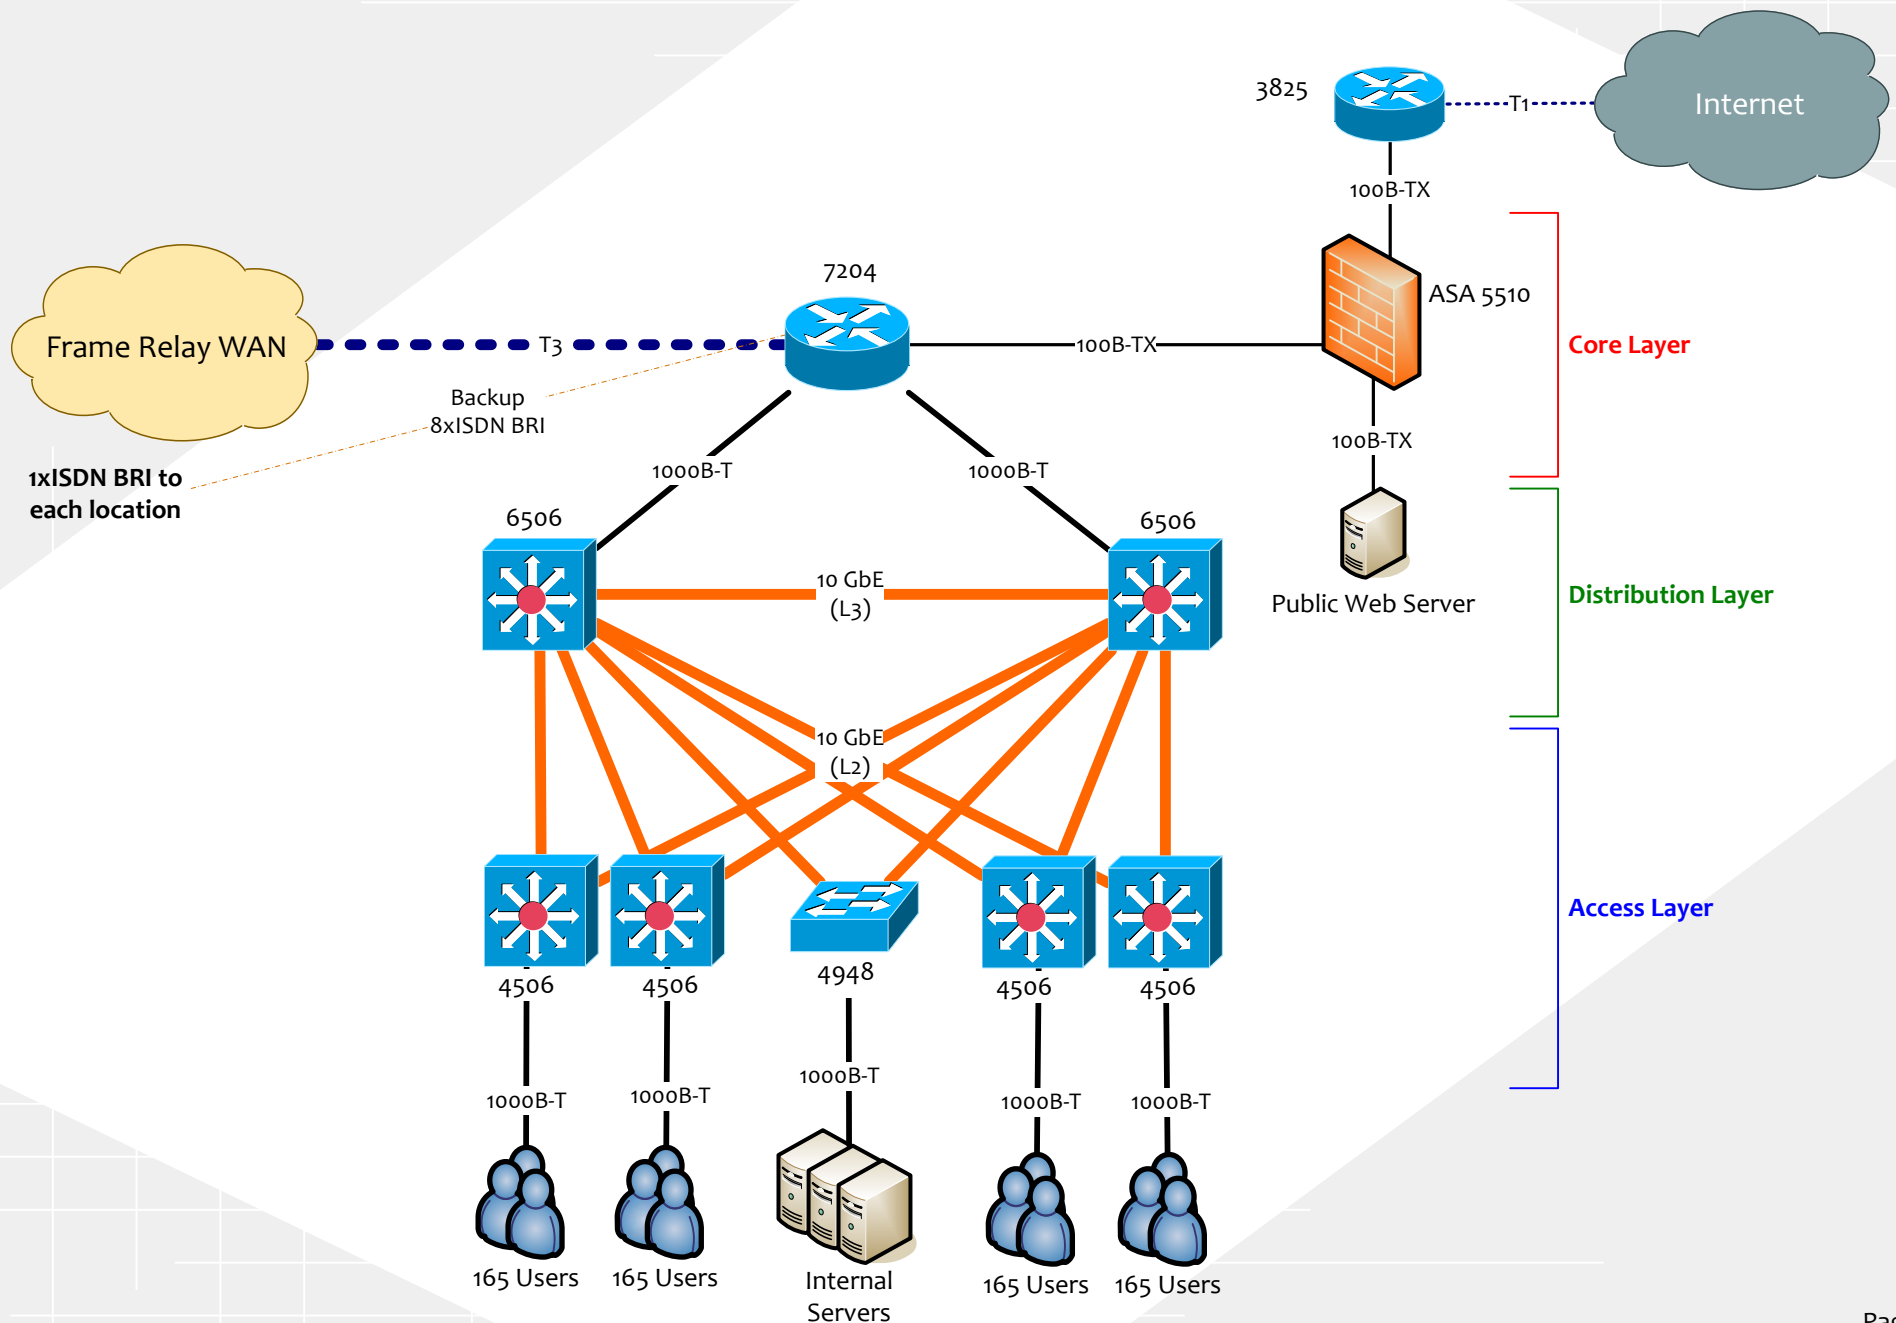 3825
T1
Internet
100B-TX
7204
ASA 5510
Frame Relay WAN
T3
100B-TX
Core Layer
Backup
8xISDN BRI
100B-TX
1xISDN BRI to
each location
1000B-T
1000B-T
6506
6506
10 GbE
(L3)
Public Web Server
Distribution Layer
10 GbE
(L2)
Access Layer
4506
4506
4948
4506
4506
1000B-T
1000B-T
1000B-T
1000B-T
1000B-T
165 Users
165 Users
Internal
Servers
165 Users
165 Users